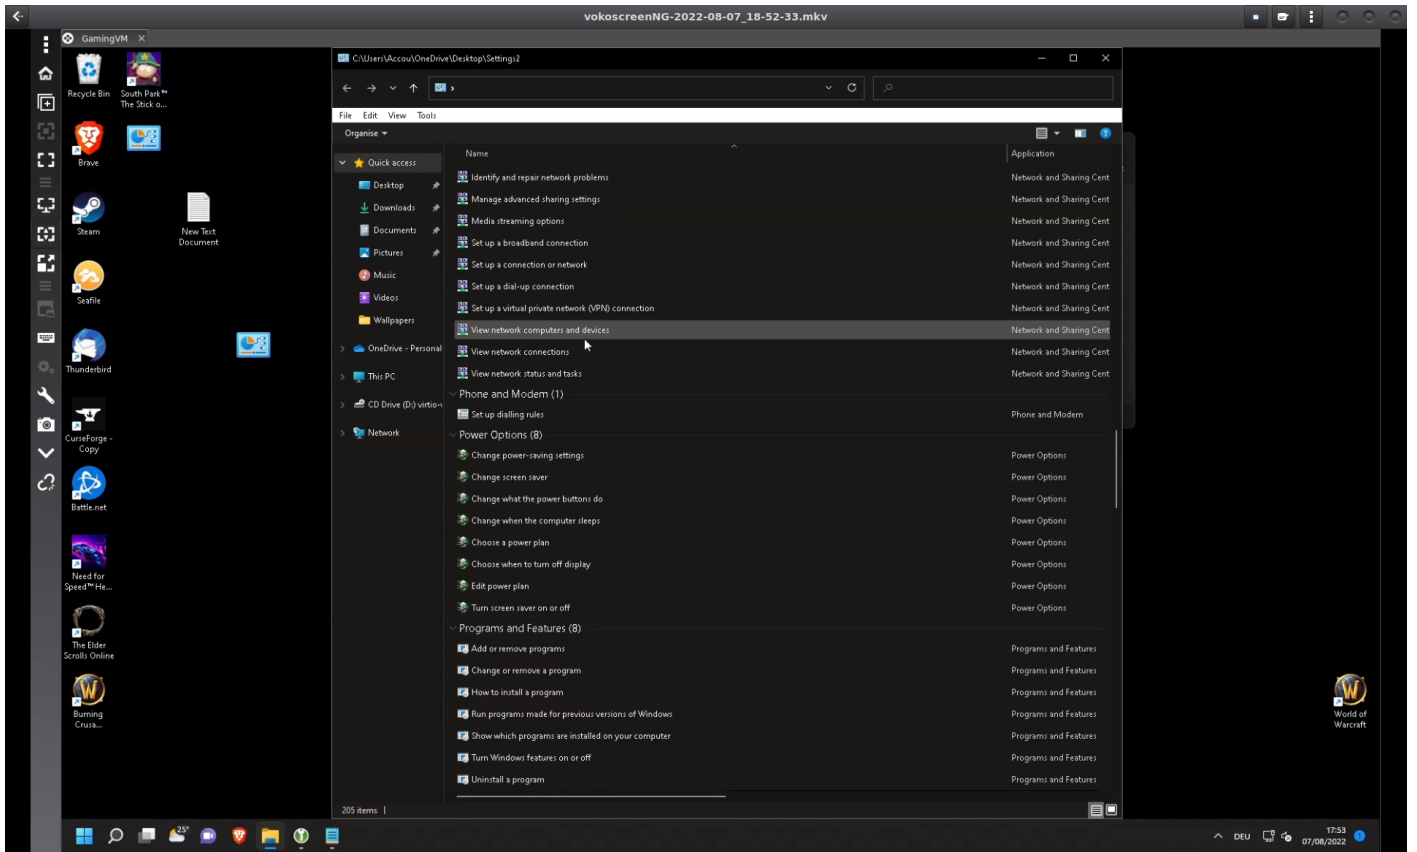 vokoscreenNG-2022-08-07_18-52-33.mkv
GamingVM
Recycle Bin
South Park™
The Stick o...
Brave
Steam
New Text
Document
Seafile
Thunderbird
CurseForge -
Copy
Battle.net
Need for
Speed™ He...
The Elder
Scrolls Online
Burning
Crusa...
World of
Warcraft
C:\Users\Accou\OneDrive\Desktop\Settings2
File Edit View Tools
Organise
Quick access
Desktop
Downloads
Documents
Pictures
Music
Videos
Wallpapers
OneDrive - Personal
This PC
CD Drive (D:) virtio-
Network
Name Application
Identify and repair network problems Network and Sharing Cent
Manage advanced sharing settings Network and Sharing Cent
Media streaming options Network and Sharing Cent
Set up a broadband connection Network and Sharing Cent
Set up a connection or network Network and Sharing Cent
Set up a dial-up connection Network and Sharing Cent
Set up a virtual private network (VPN) connection Network and Sharing Cent
View network computers and devices Network and Sharing Cent
View network connections Network and Sharing Cent
View network status and tasks Network and Sharing Cent
Phone and Modem (1)
Set up dialling rules Phone and Modem
Power Options (8)
Change power-saving settings Power Options
Change screen saver Power Options
Change what the power buttons do Power Options
Change when the computer sleeps Power Options
Choose a power plan Power Options
Choose when to turn off display Power Options
Edit power plan Power Options
Turn screen saver on or off Power Options
Programs and Features (8)
Add or remove programs Programs and Features
Change or remove a program Programs and Features
How to install a program Programs and Features
Run programs made for previous versions of Windows Programs and Features
Show which programs are installed on your computer Programs and Features
Turn Windows features on or off Programs and Features
Uninstall a program Programs and Features
205 items
25°
DEU
17:53
07/08/2022